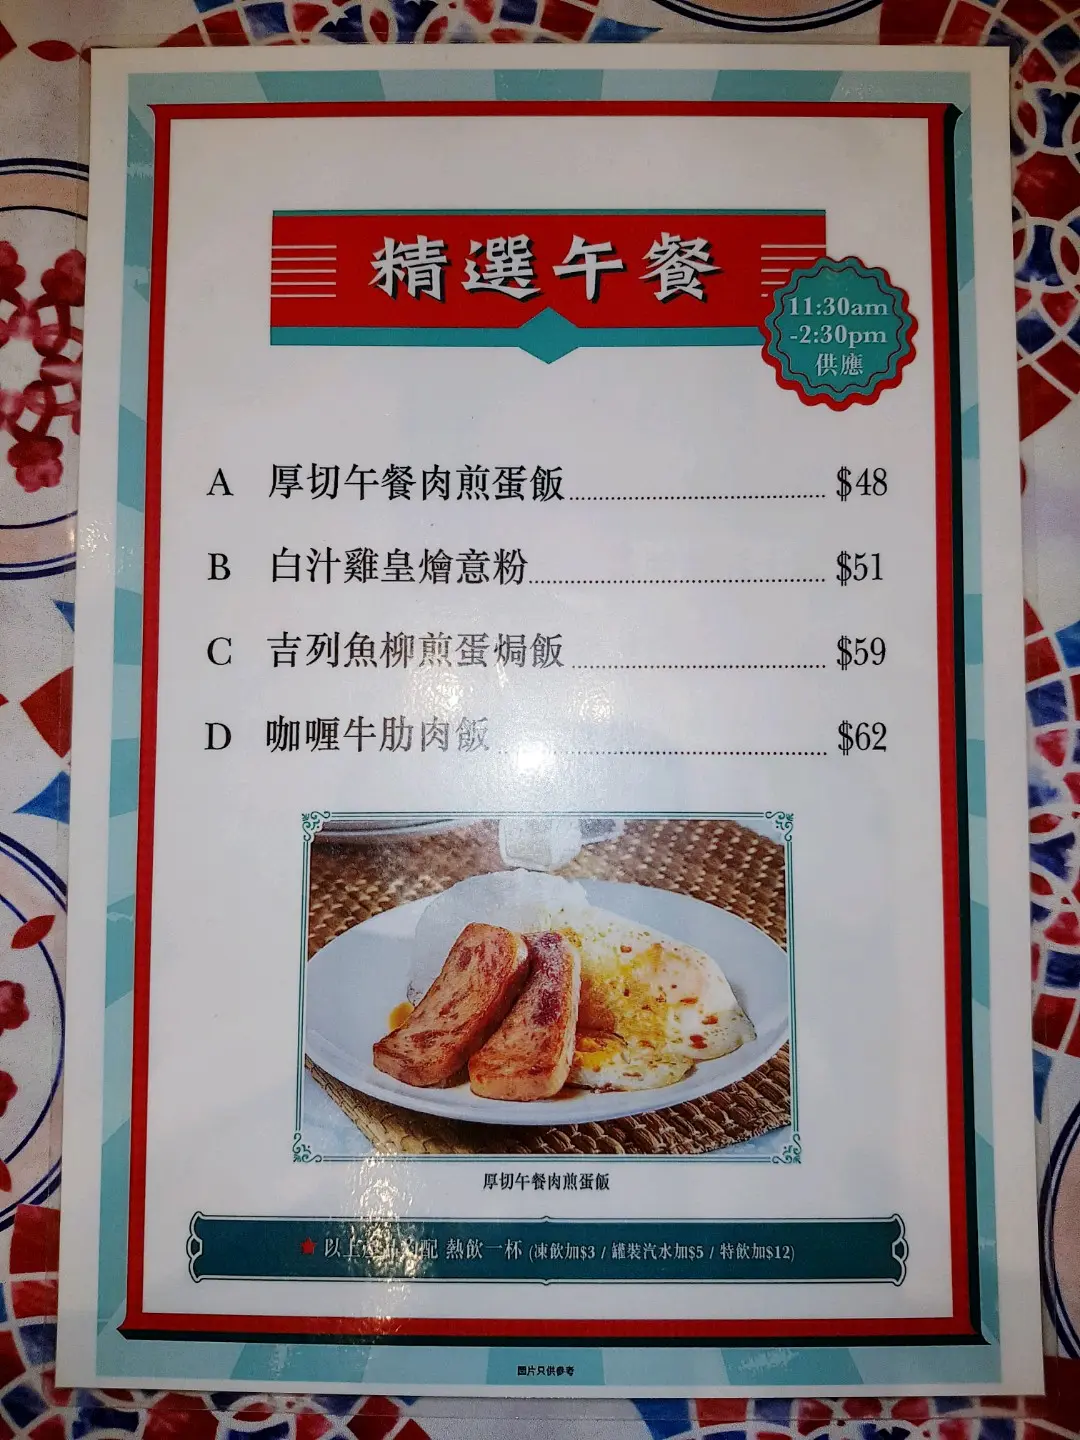 精選午餐
11:30am
-2:30pm
供應
A 厚切午餐肉煎蛋飯 $48
B 白汁雞皇燴意粉 $51
C 吉列魚柳煎蛋焗飯 $59
D 咖喱牛肋肉飯 $62
厚切午餐肉煎蛋飯
以上 配 熱飲一杯 (凍飲加$3 / 罐裝汽水加$5 / 特飲加$12)
圖片只供參考